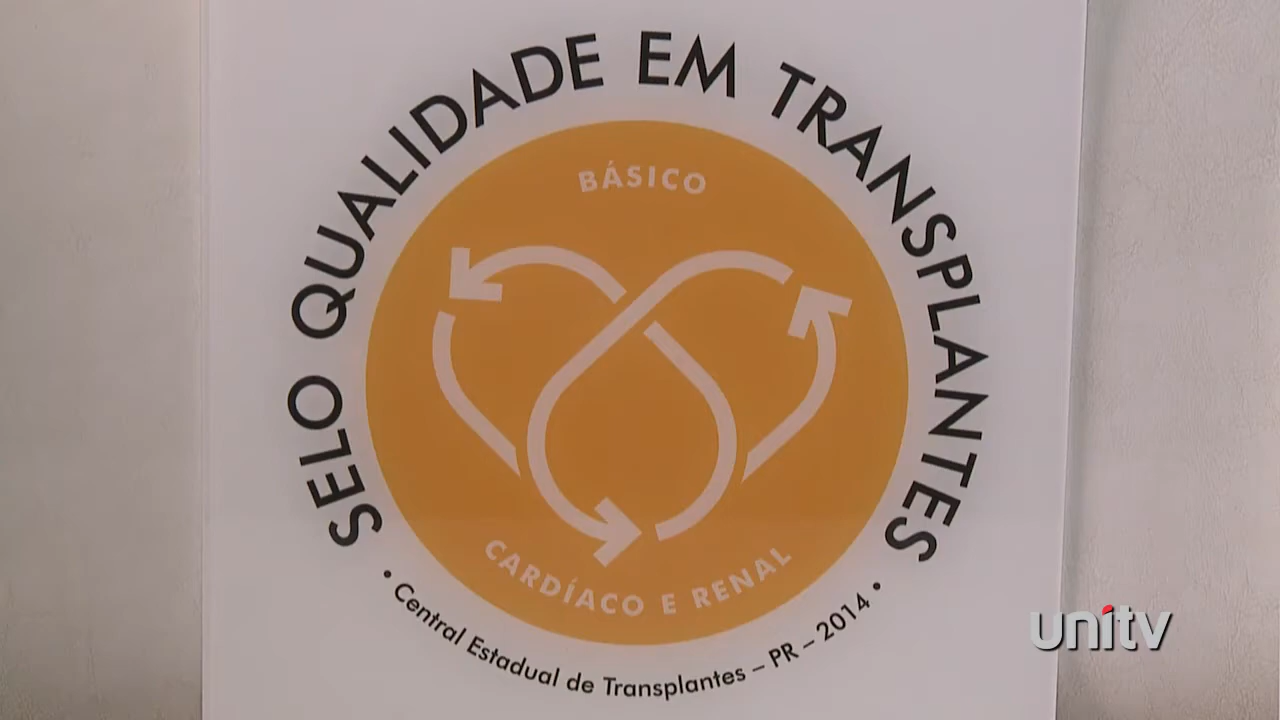 SELO QUALIDADE EM TRANSPLANTES
BÁSICO
CARDÍACO E RENAL
• Central Estadual de Transplantes – PR – 2014 •
unitv